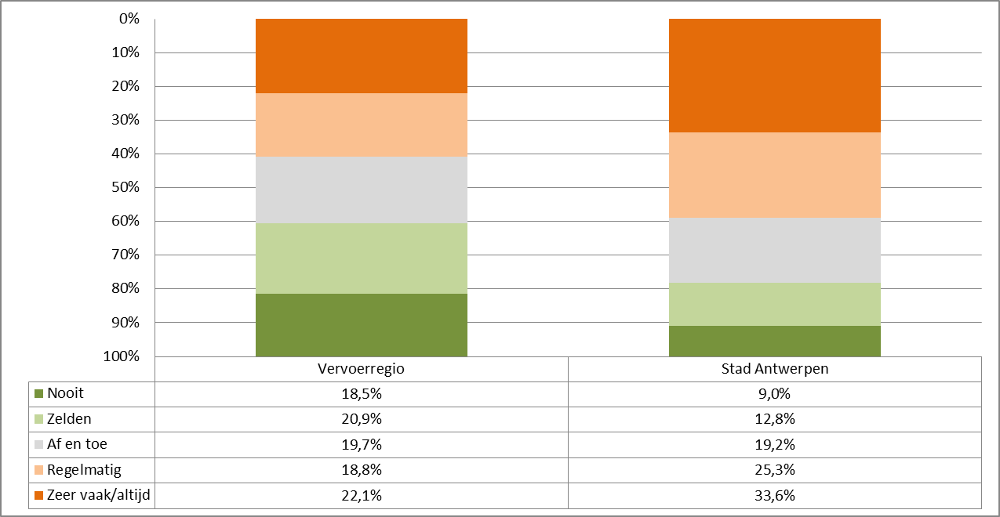 0%
10%
20%
30%
40%
50%
60%
70%
80%
90%
100%
Vervoerregio Stad Antwerpen
Nooit 18,5% 9,0%
Zelden 20,9% 12,8%
Af en toe 19,7% 19,2%
Regelmatig 18,8% 25,3%
Zeer vaak/altijd 22,1% 33,6%